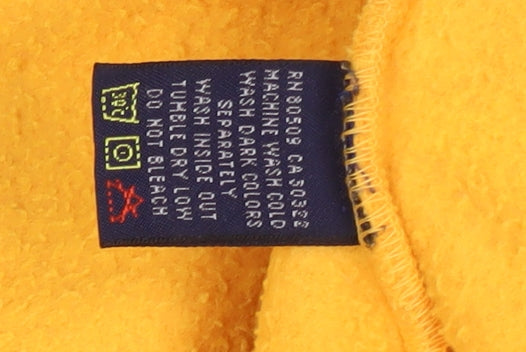 RN 80509 CA 50322
MACHINE WASH COLD
WASH DARK COLORS
SEPARATELY
WASH INSIDE OUT
TUMBLE DRY LOW
DO NOT BLEACH